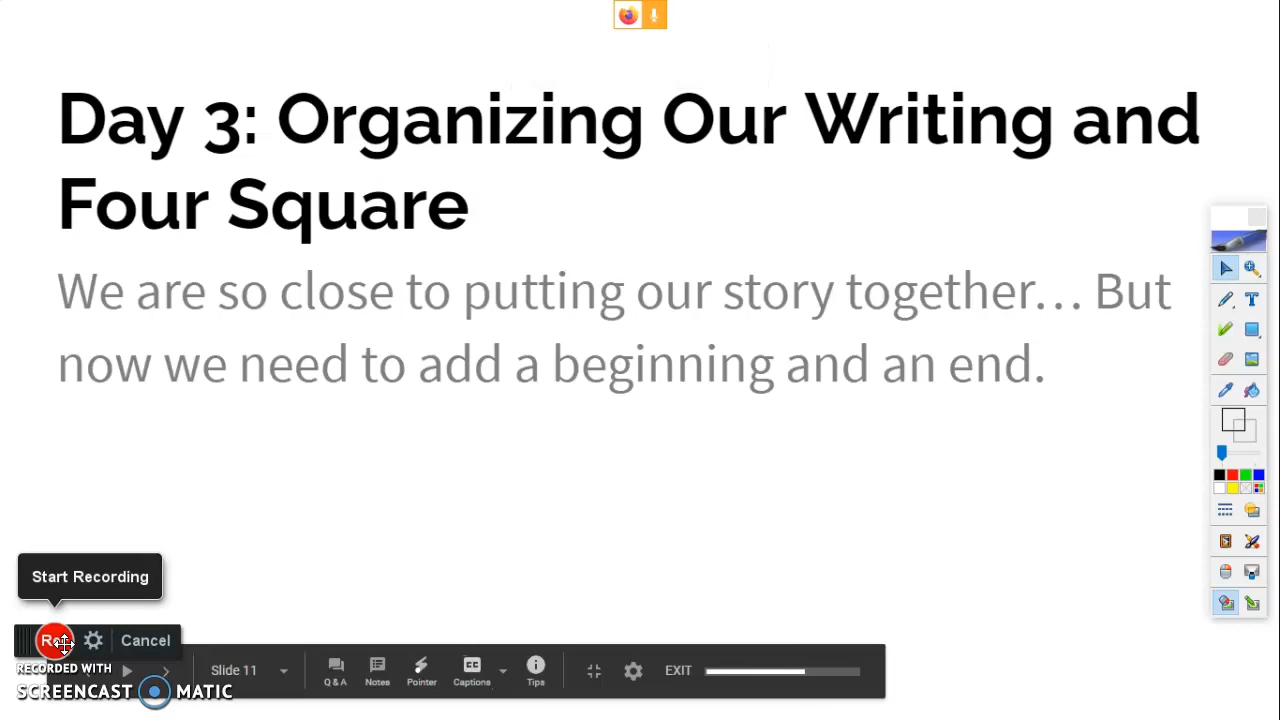 Day 3: Organizing Our Writing and
Four Square
We are so close to putting our story together... But
now we need to add a beginning and an end.
Start Recording
Cancel
RECORDED WITH
SCREENCAST MATIC
Slide 11
Q & A
Notes
Pointer
CC
Captions
Tips
EXIT
T